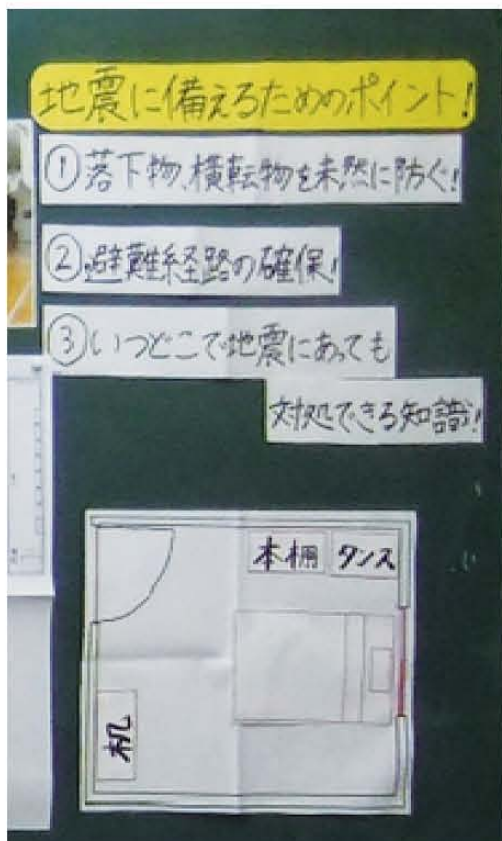 地震に備えるためのポイント!
①落下物、横転物を未然に防ぐ!
②避難経路の確保!
③いつどこで地震にあっても
対処できる知識!
本棚 タンス
机